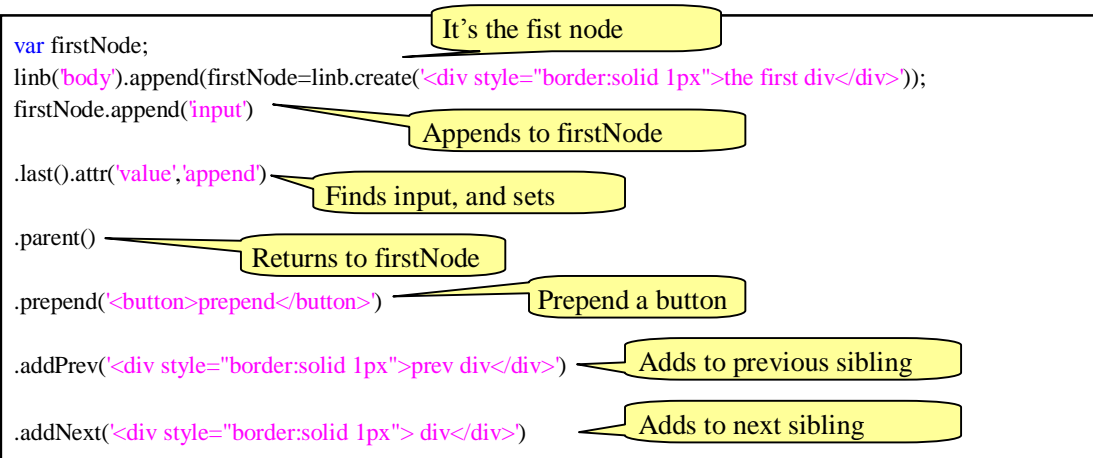 It's the fist node
var firstNode;
linb('body').append(firstNode=linb.create('<div style="border:solid 1px">the first div</div>'));
firstNode.append('input')
Appends to firstNode
.last().attr('value','append')
Finds input, and sets
.parent()
Returns to firstNode
.prepend('<button>prepend</button>')
Prepend a button
.addPrev('<div style="border:solid 1px">prev div</div>')
Adds to previous sibling
.addNext('<div style="border:solid 1px"> div</div>')
Adds to next sibling